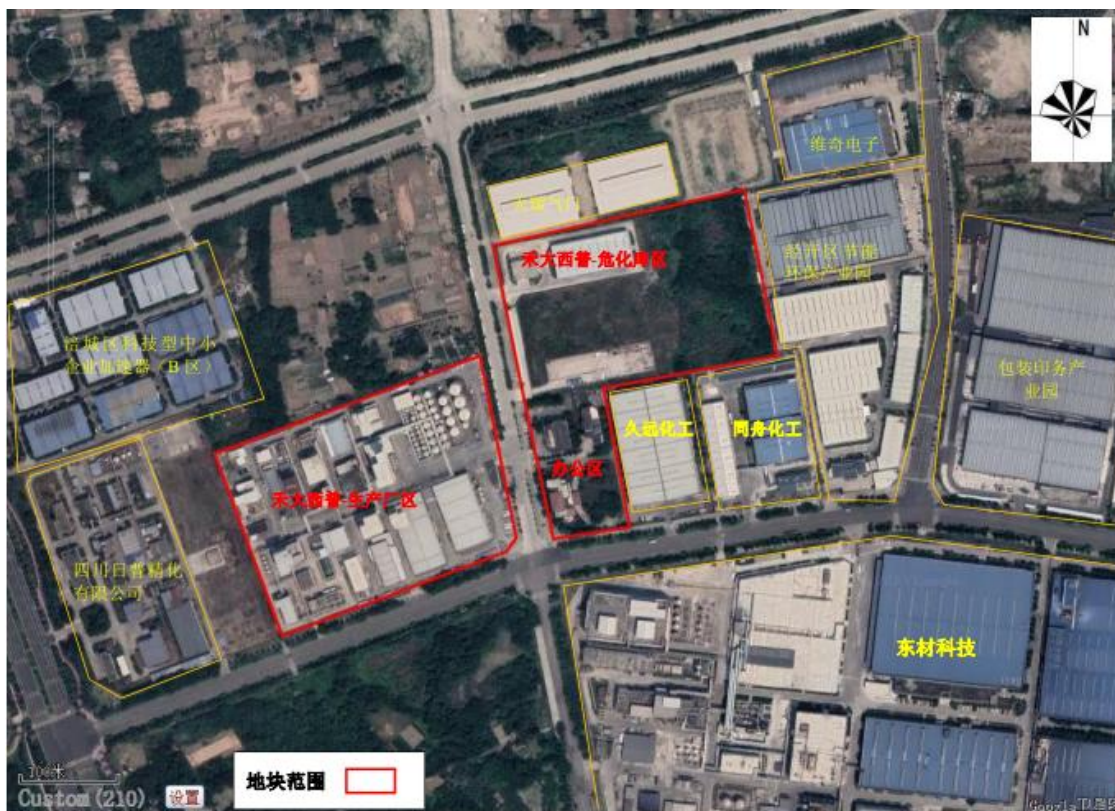 N
维奇电子
禾大西普-危化库区
经开区节能
环保产业园
涪城区科技型中小
企业加速器（B区）
包装印务产
业园
久远化工
同舟化工
办公区
禾大西普-生产厂区
四川日普精化
有限公司
东材科技
100米
地块范围
Custom (210)
设置